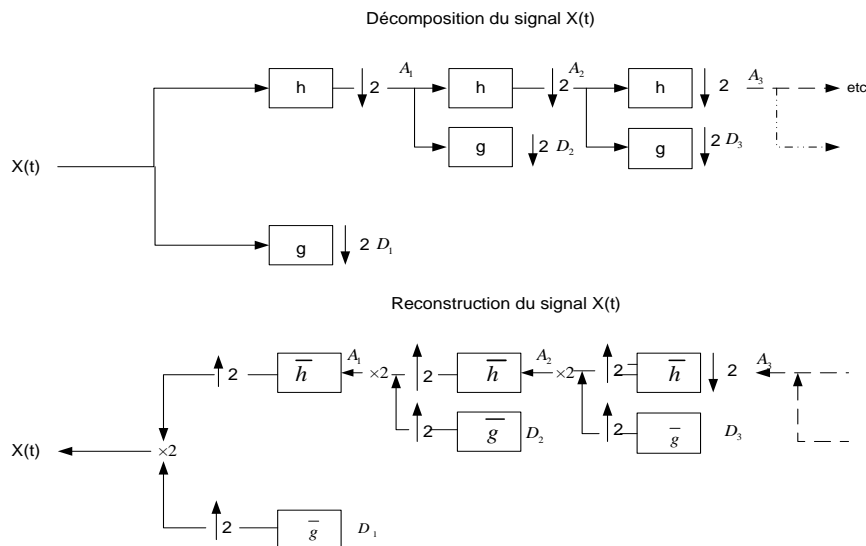 Décomposition du signal X(t)
h 2 A₁ h 2 A₂ h 2 A₃ etc
g 2 D₂ g 2 D₃
X(t)
g 2 D₁
Reconstruction du signal X(t)
2 h̅ A₁ ×2 2 h̅ A₂ ×2 2 h̅ 2 A₃
2 g̅ D₂ 2 g̅ D₃
X(t) ×2
2 g̅ D₁